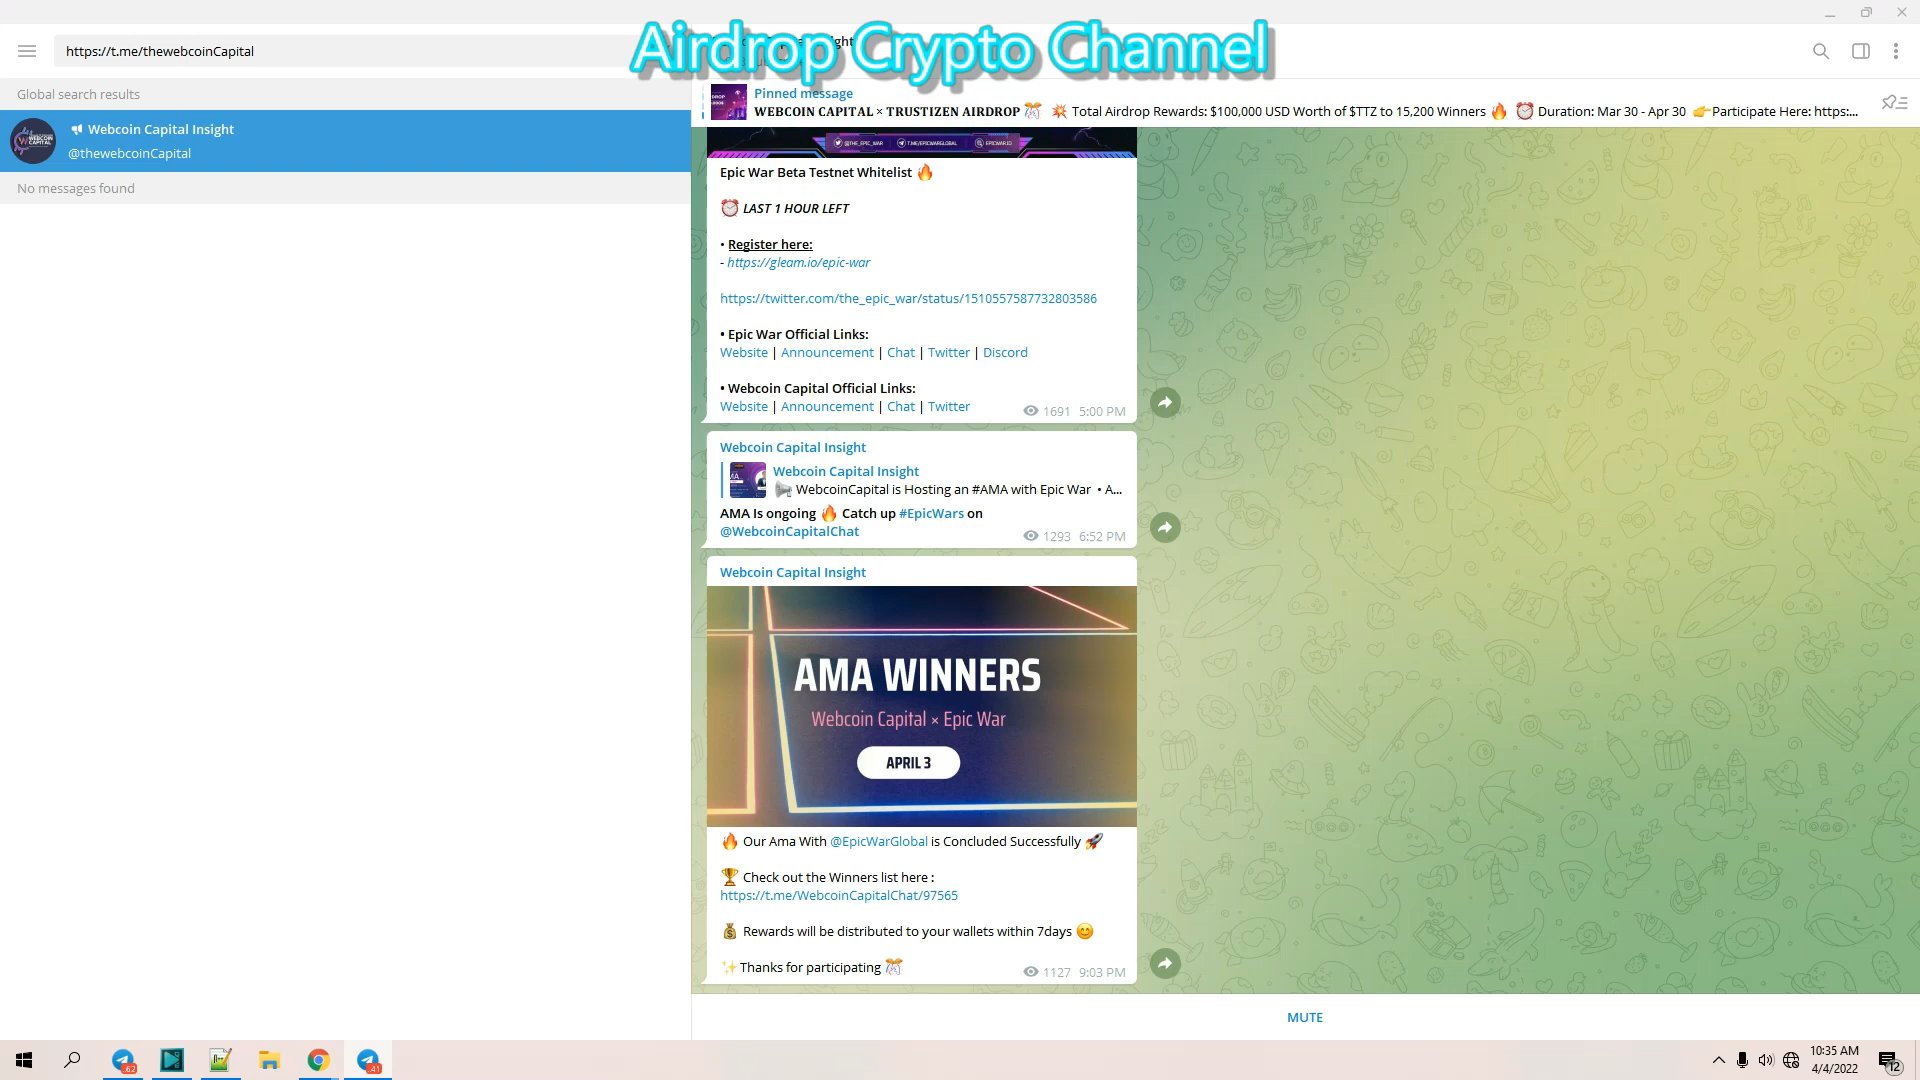 Airdrop Crypto Channel
https://t.me/thewebcoinCapital
Global search results
Webcoin Capital Insight
@thewebcoinCapital
No messages found
Pinned message
WEBCOIN CAPITAL × TRUSTIZEN AIRDROP 🎊 💥 Total Airdrop Rewards: $100,000 USD Worth of $TTZ to 15,200 Winners 🔥 ⏰ Duration: Mar 30 - Apr 30 👉Participate Here: https:...
@THE_EPIC_WAR T.ME/EPICWARGLOBAL EPICWAR.IO
Epic War Beta Testnet Whitelist 🔥
⏰ LAST 1 HOUR LEFT
• Register here:
- https://gleam.io/epic-war
https://twitter.com/the_epic_war/status/1510557587732803586
• Epic War Official Links:
Website | Announcement | Chat | Twitter | Discord
• Webcoin Capital Official Links:
Website | Announcement | Chat | Twitter
1691 5:00 PM
Webcoin Capital Insight
Webcoin Capital Insight
📢 WebcoinCapital is Hosting an #AMA with Epic War • A...
AMA Is ongoing 🔥 Catch up #EpicWars on
@WebcoinCapitalChat
1293 6:52 PM
Webcoin Capital Insight
AMA WINNERS
Webcoin Capital × Epic War
APRIL 3
🔥 Our Ama With @EpicWarGlobal is Concluded Successfully 🚀
🏆 Check out the Winners list here :
https://t.me/WebcoinCapitalChat/97565
💰 Rewards will be distributed to your wallets within 7days 😊
✨Thanks for participating 🎊
1127 9:03 PM
MUTE
62
41
10:35 AM
4/4/2022
12